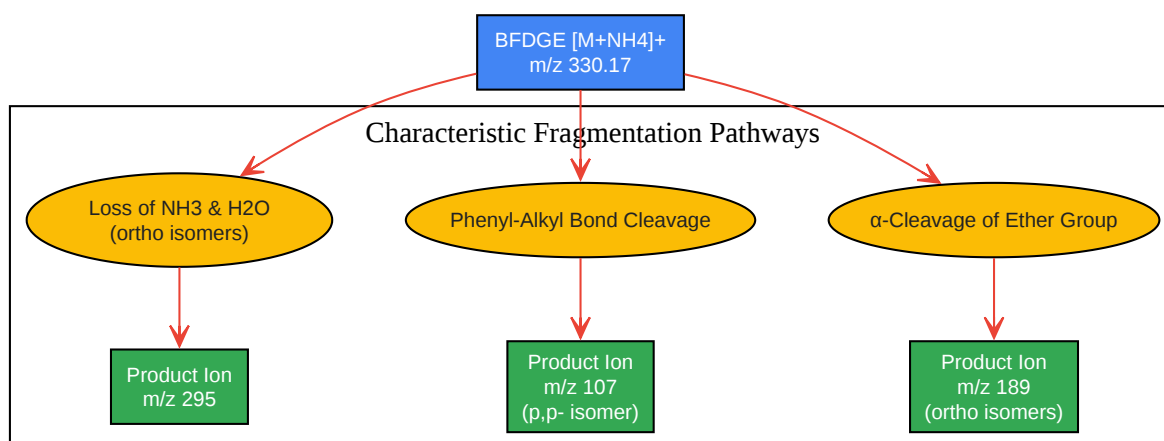 BFDGE [M+NH4]+
m/z 330.17
Characteristic Fragmentation Pathways
Loss of NH3 & H2O
(ortho isomers)
Phenyl-Alkyl Bond Cleavage
α-Cleavage of Ether Group
Product Ion
m/z 295
Product Ion
m/z 107
(p,p- isomer)
Product Ion
m/z 189
(ortho isomers)